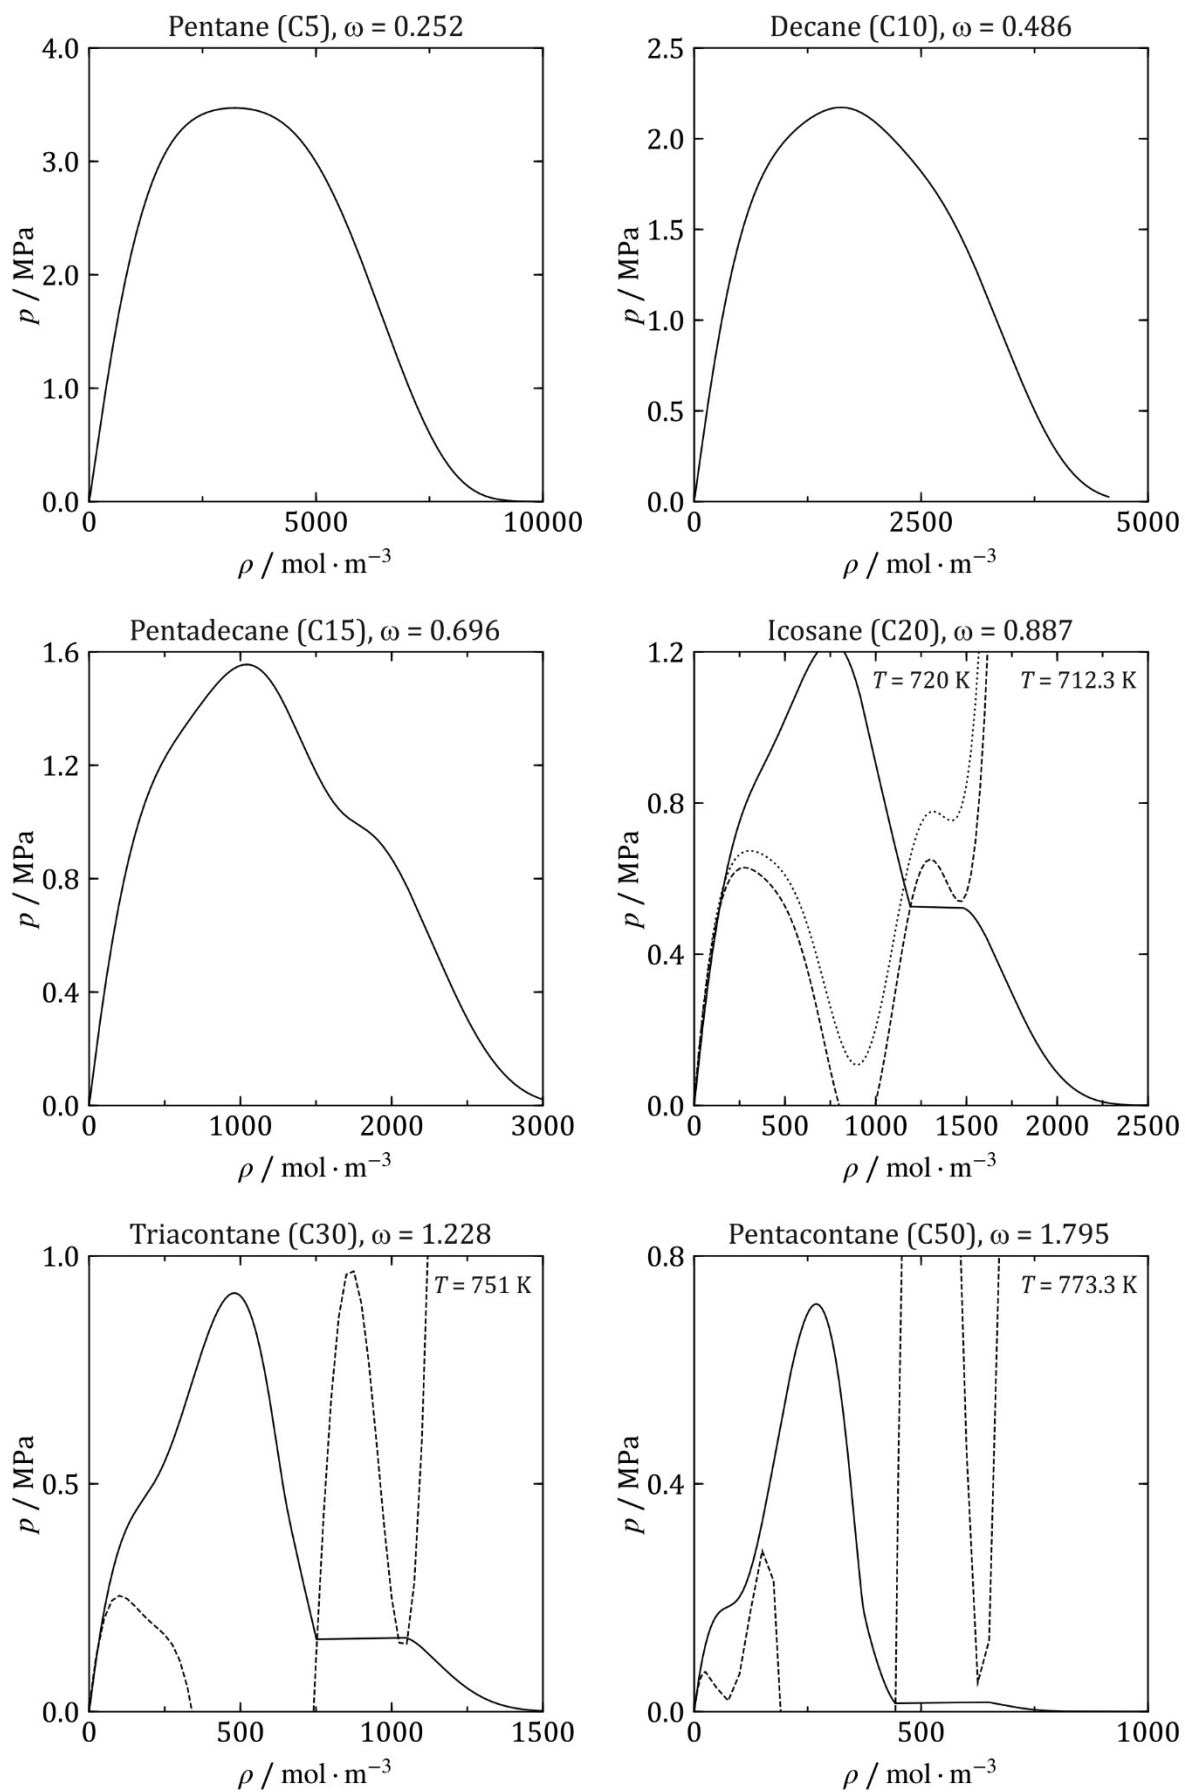 Pentane (C5), ω = 0.252
4.0
3.0
2.0
1.0
0.0
p / MPa
0 5000 10000
ρ / mol · m⁻³
Decane (C10), ω = 0.486
2.5
2.0
1.5
1.0
0.5
0.0
p / MPa
0 2500 5000
ρ / mol · m⁻³
Pentadecane (C15), ω = 0.696
1.6
1.2
0.8
0.4
0.0
p / MPa
0 1000 2000 3000
ρ / mol · m⁻³
Icosane (C20), ω = 0.887
T = 720 K T = 712.3 K
1.2
0.8
0.4
0.0
p / MPa
0 500 1000 1500 2000 2500
ρ / mol · m⁻³
Triacontane (C30), ω = 1.228
T = 751 K
1.0
0.5
0.0
p / MPa
0 500 1000 1500
ρ / mol · m⁻³
Pentacontane (C50), ω = 1.795
T = 773.3 K
0.8
0.4
0.0
p / MPa
0 500 1000
ρ / mol · m⁻³